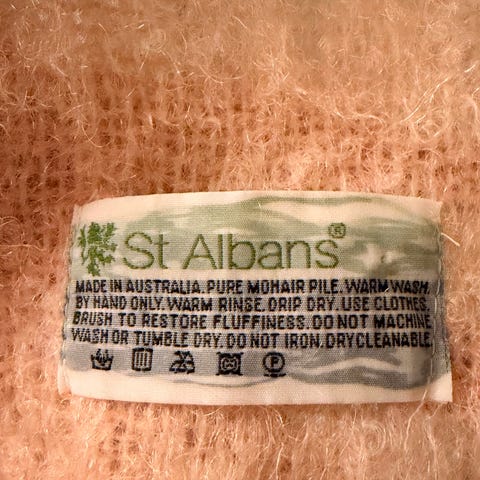 St Albans®
MADE IN AUSTRALIA. PURE MOHAIR PILE. WARM WASH.
BY HAND ONLY. WARM RINSE. DRIP DRY. USE CLOTHES.
BRUSH TO RESTORE FLUFFINESS. DO NOT MACHINE.
WASH OR TUMBLE DRY. DO NOT IRON. DRYCLEANABLE.
P